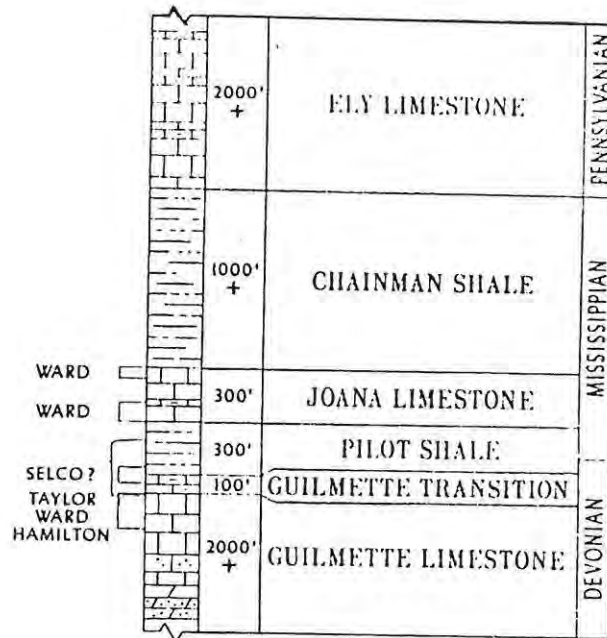 2000'
+
ELY LIMESTONE
PENNSYLVANIAN
1000'
+
CHAINMAN SHALE
MISSISSIPPIAN
WARD
WARD
300'
JOANA LIMESTONE
300'
PILOT SHALE
SELCO ?
100'
GUILMETTE TRANSITION
TAYLOR
WARD
HAMILTON
2000'
+
GUILMETTE LIMESTONE
DEVONIAN